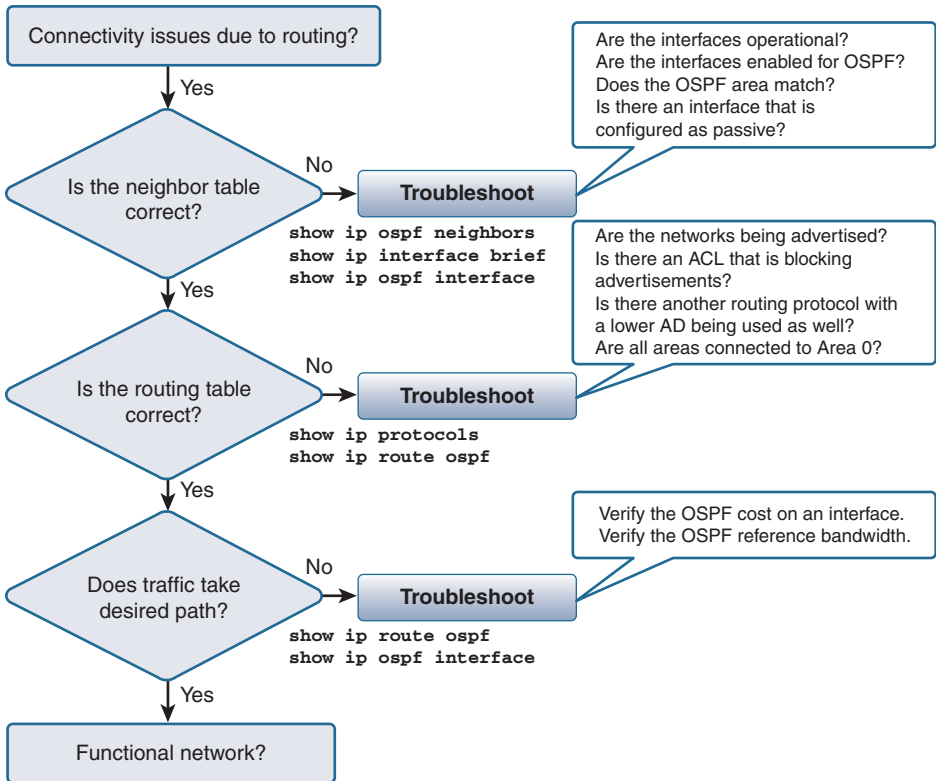 Connectivity issues due to routing?
Yes
Is the neighbor table
correct?
No
Troubleshoot
show ip ospf neighbors
show ip interface brief
show ip ospf interface
Are the interfaces operational?
Are the interfaces enabled for OSPF?
Does the OSPF area match?
Is there an interface that is
configured as passive?
Yes
Is the routing table
correct?
No
Troubleshoot
show ip protocols
show ip route ospf
Are the networks being advertised?
Is there an ACL that is blocking
advertisements?
Is there another routing protocol with
a lower AD being used as well?
Are all areas connected to Area 0?
Yes
Does traffic take
desired path?
No
Troubleshoot
show ip route ospf
show ip ospf interface
Verify the OSPF cost on an interface.
Verify the OSPF reference bandwidth.
Yes
Functional network?